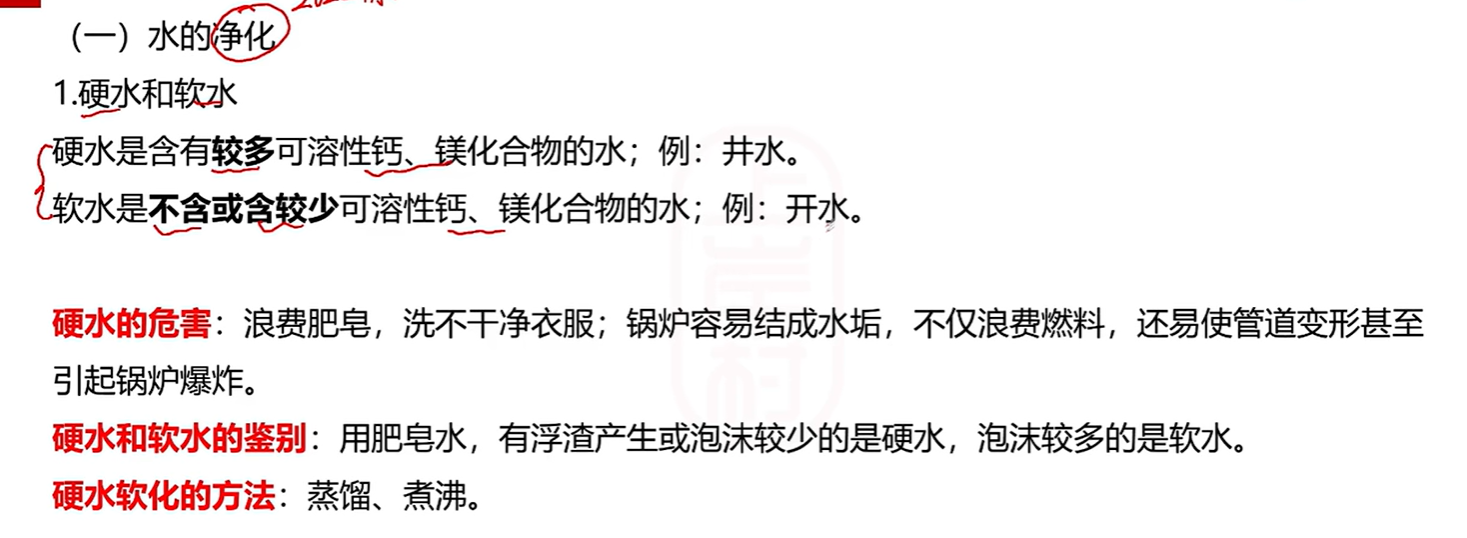 （一）水的净化
1.硬水和软水
硬水是含有较多可溶性钙、镁化合物的水；例：井水。
软水是不含或含较少可溶性钙、镁化合物的水；例：开水。
硬水的危害：浪费肥皂，洗不干净衣服；锅炉容易结成水垢，不仅浪费燃料，还易使管道变形甚至
引起锅炉爆炸。
硬水和软水的鉴别：用肥皂水，有浮渣产生或泡沫较少的是硬水，泡沫较多的是软水。
硬水软化的方法：蒸馏、煮沸。
上岸村